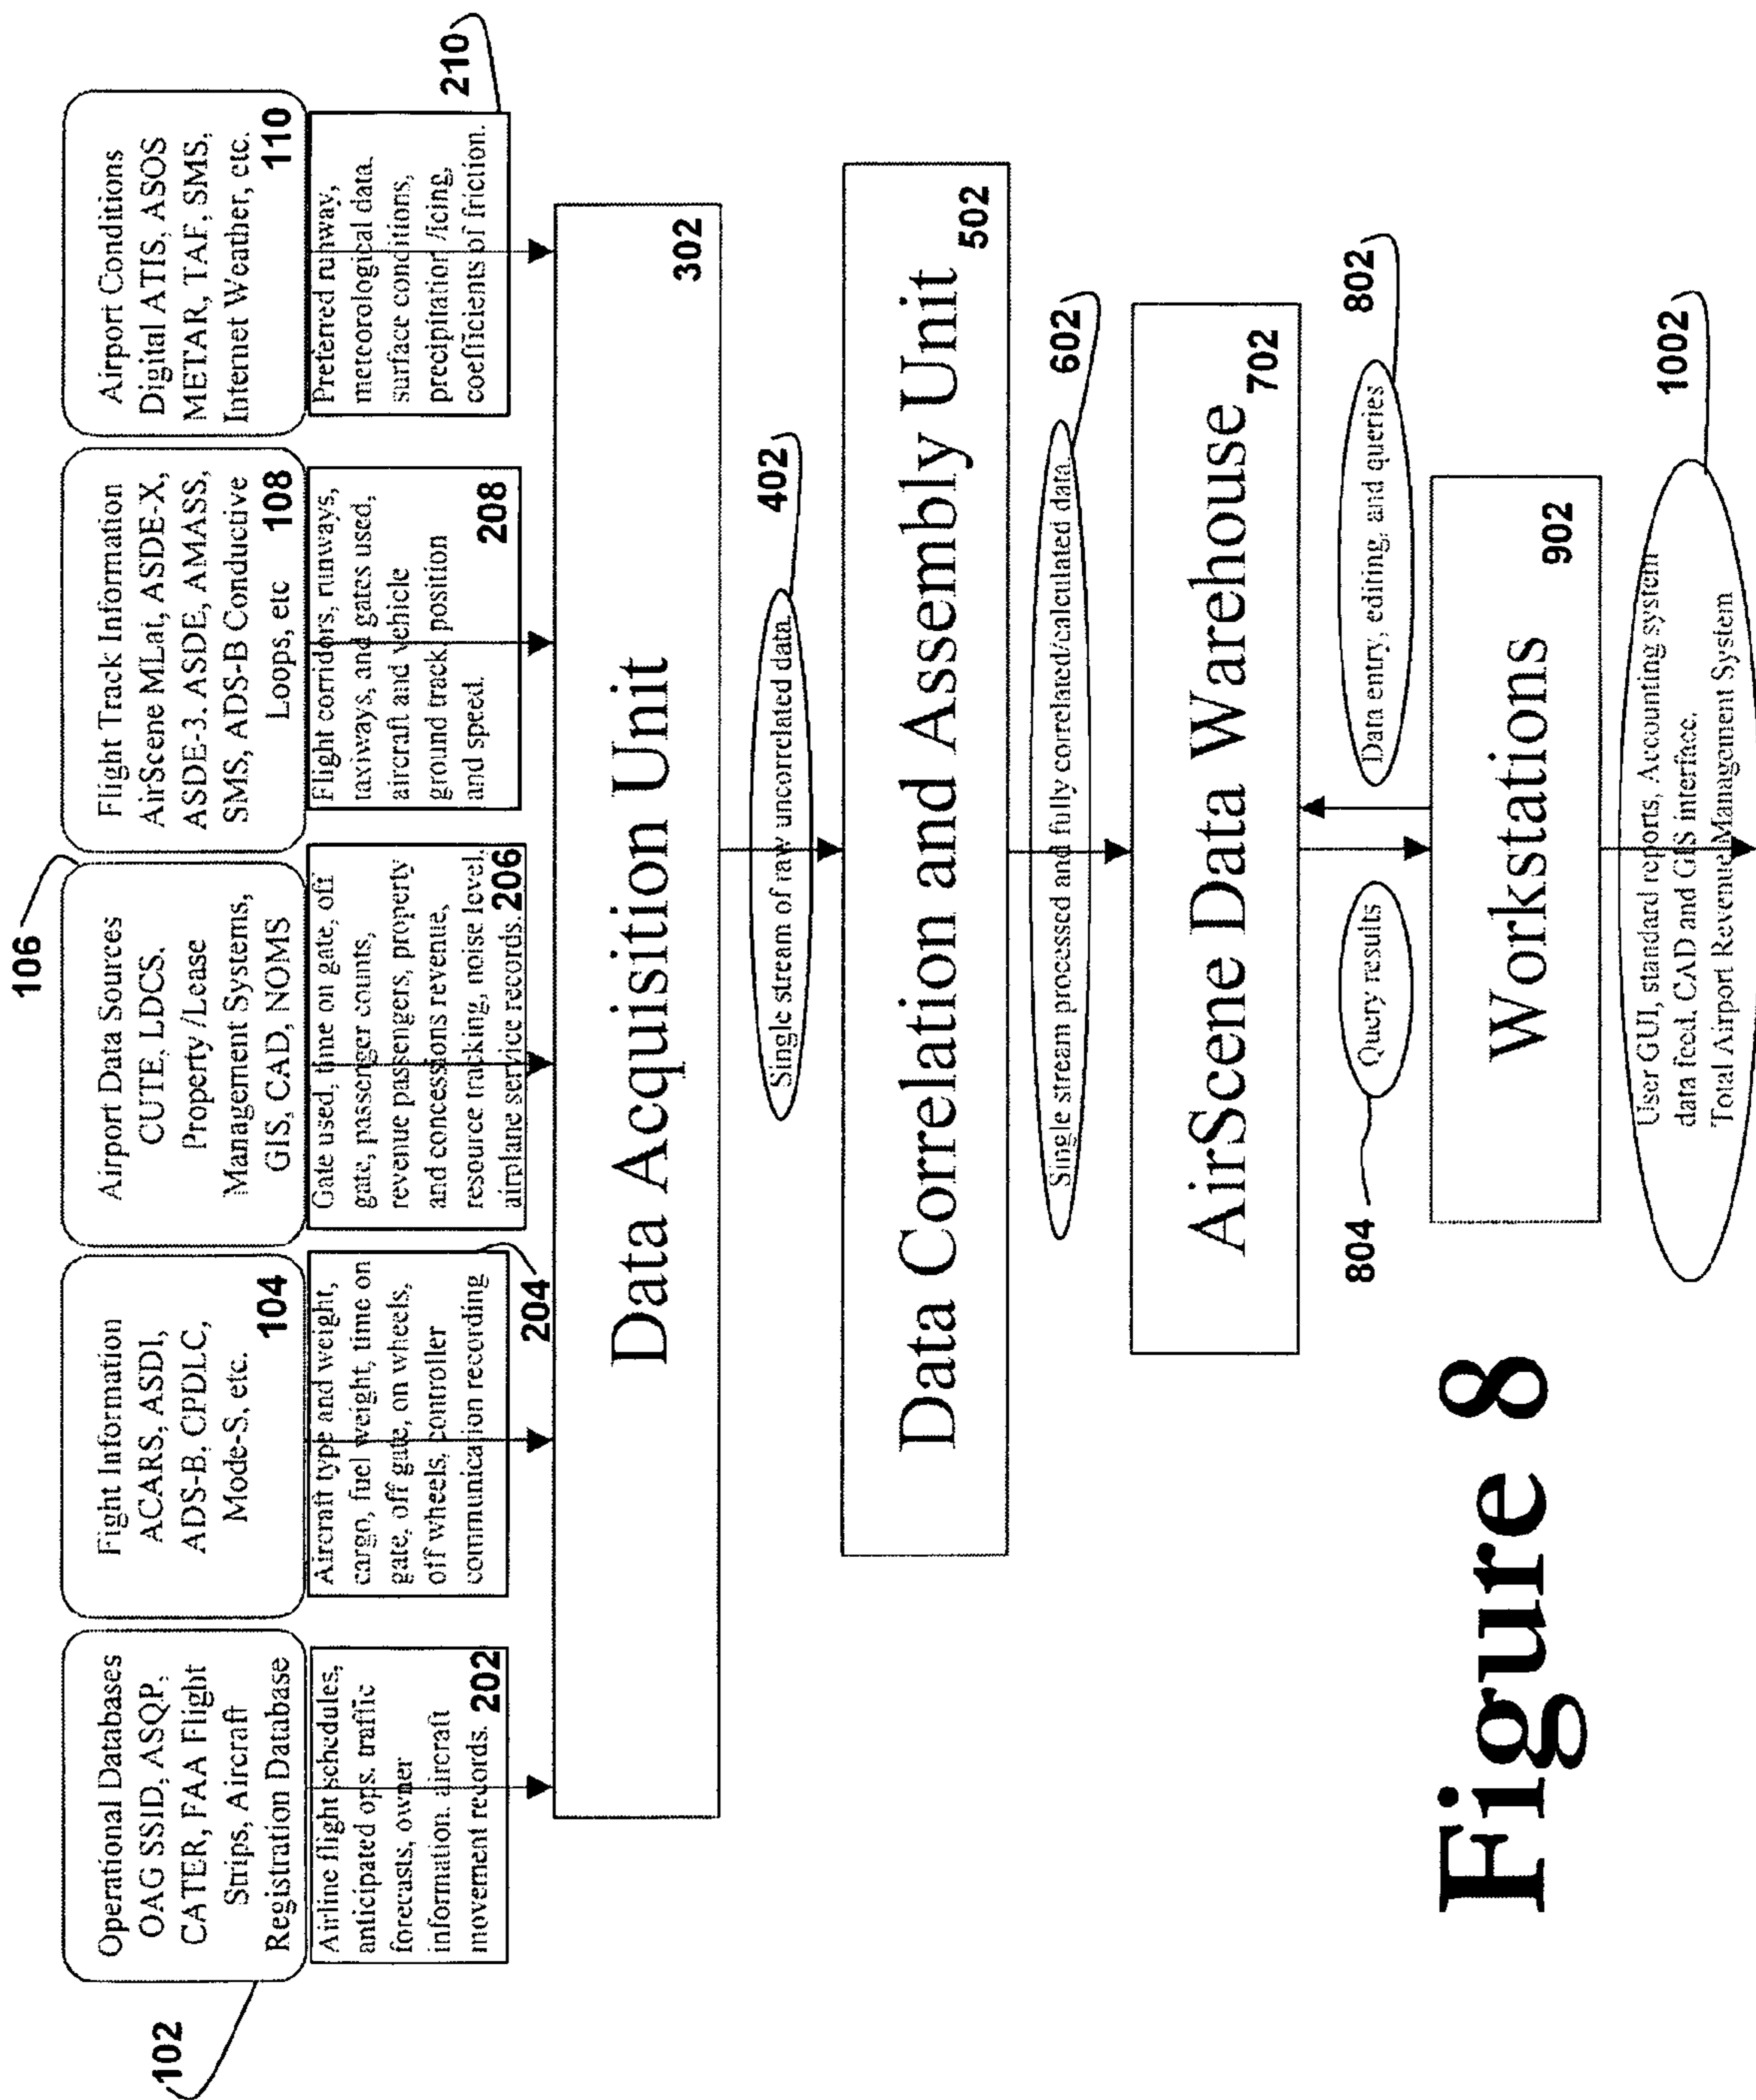 102
Operational Databases
OAG SSID, ASQP,
CATER, FAA Flight
Strips, Aircraft
Registration Database
Airline flight schedules,
anticipated ops. traffic
forecasts, owner
information. aircraft
movement records. 202
Fight Information
ACARS, ASDI,
ADS-B, CPDLC,
Mode-S, etc.
104
Aircraft type and weight,
cargo, fuel weight, time on
gate, off gate, on wheels,
off wheels, controller
communication recording
204
106
Airport Data Sources
CUTE, LDCS.
Property /Lease
Management Systems,
GIS, CAD, NOMS
Gate used, time on gate, off
gate, passenger counts,
revenue passengers, property
and concessions revenue,
resource tracking, noise level,
airplane service records. 206
Flight Track Information
AirScene MLat, ASDE-X,
ASDE-3. ASDE, AMASS,
SMS, ADS-B Conductive
Loops, etc 108
Flight corridors, runways,
taxiways, and gates used,
aircraft and vehicle
ground track, position
and speed.
208
Airport Conditions
Digital ATIS, ASOS
METAR, TAF, SMS,
Internet Weather, etc.
110
Preferred runway,
meteorological data.
surface conditions,
precipitation /icing,
coefficients of friction.
210
Data Acquisition Unit
302
Single stream of raw uncorrelated data.
402
Data Correlation and Assembly Unit
502
Single stream processed and fully correlared/calculated data.
602
AirScene Data Warehouse
702
804
Query results
Data entry, editing, and queries
802
Workstations
902
User GUI, standard reports, Accounting system
data feed. CAD and GIS interface.
Total Airport Revenue Management System
1002
Figure 8